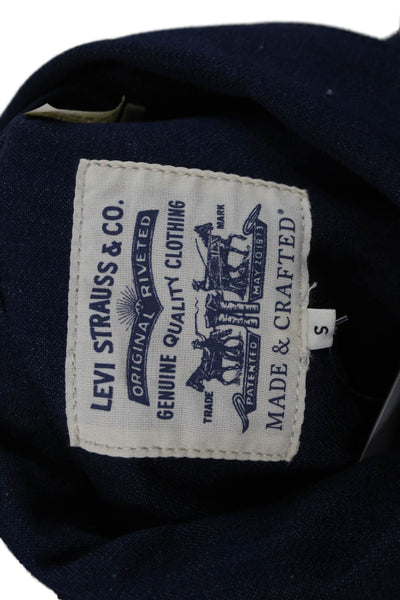 LEVI STRAUSS & CO.
ORIGINAL RIVETED
GENUINE QUALITY CLOTHING
TRADE MARK
PATENTED MAY 20 1873
MADE & CRAFTED®
S